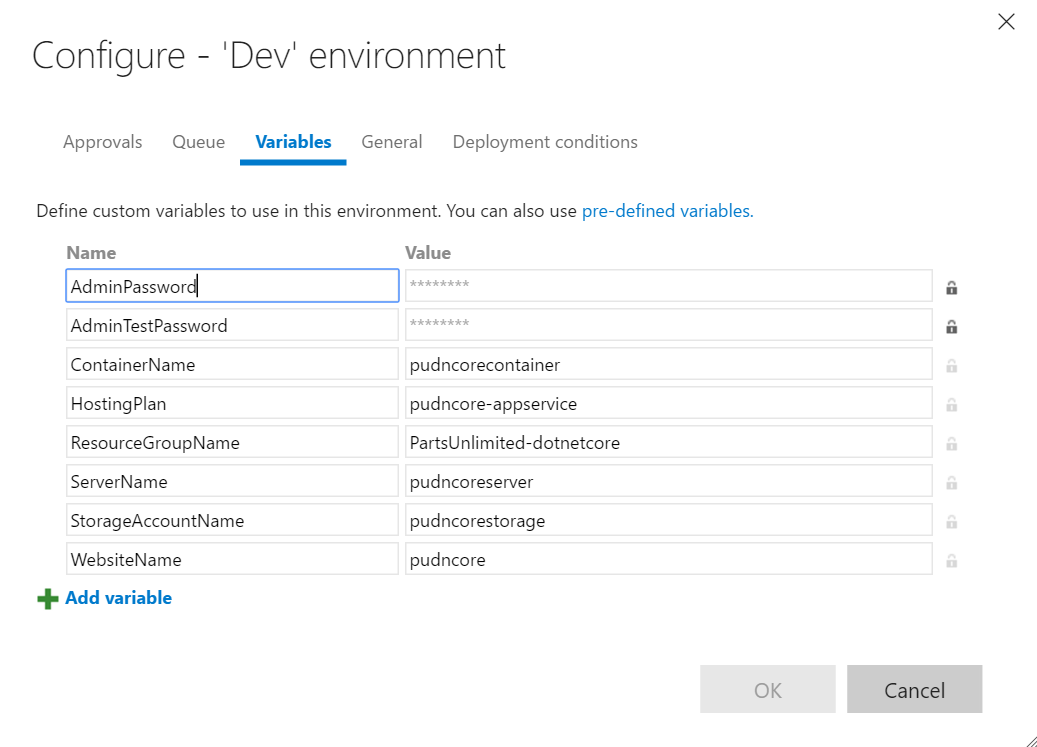 Configure - 'Dev' environment
Approvals Queue Variables General Deployment conditions
Define custom variables to use in this environment. You can also use pre-defined variables.
Name Value
AdminPassword ********
AdminTestPassword ********
ContainerName pudncorecontainer
HostingPlan pudncore-appservice
ResourceGroupName PartsUnlimited-dotnetcore
ServerName pudncoreserver
StorageAccountName pudncorestorage
WebsiteName pudncore
Add variable
OK Cancel